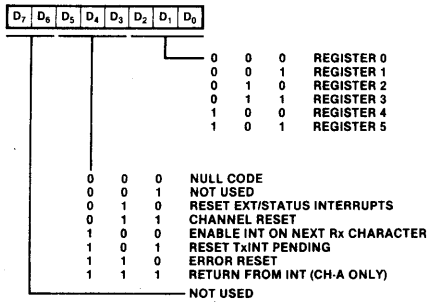 D7 D6 D5 D4 D3 D2 D1 D0
0 0 0 REGISTER 0
0 0 1 REGISTER 1
0 1 0 REGISTER 2
0 1 1 REGISTER 3
1 0 0 REGISTER 4
1 0 1 REGISTER 5
0 0 0 NULL CODE
0 0 1 NOT USED
0 1 0 RESET EXT/STATUS INTERRUPTS
0 1 1 CHANNEL RESET
1 0 0 ENABLE INT ON NEXT Rx CHARACTER
1 0 1 RESET TxINT PENDING
1 1 0 ERROR RESET
1 1 1 RETURN FROM INT (CH-A ONLY)
NOT USED